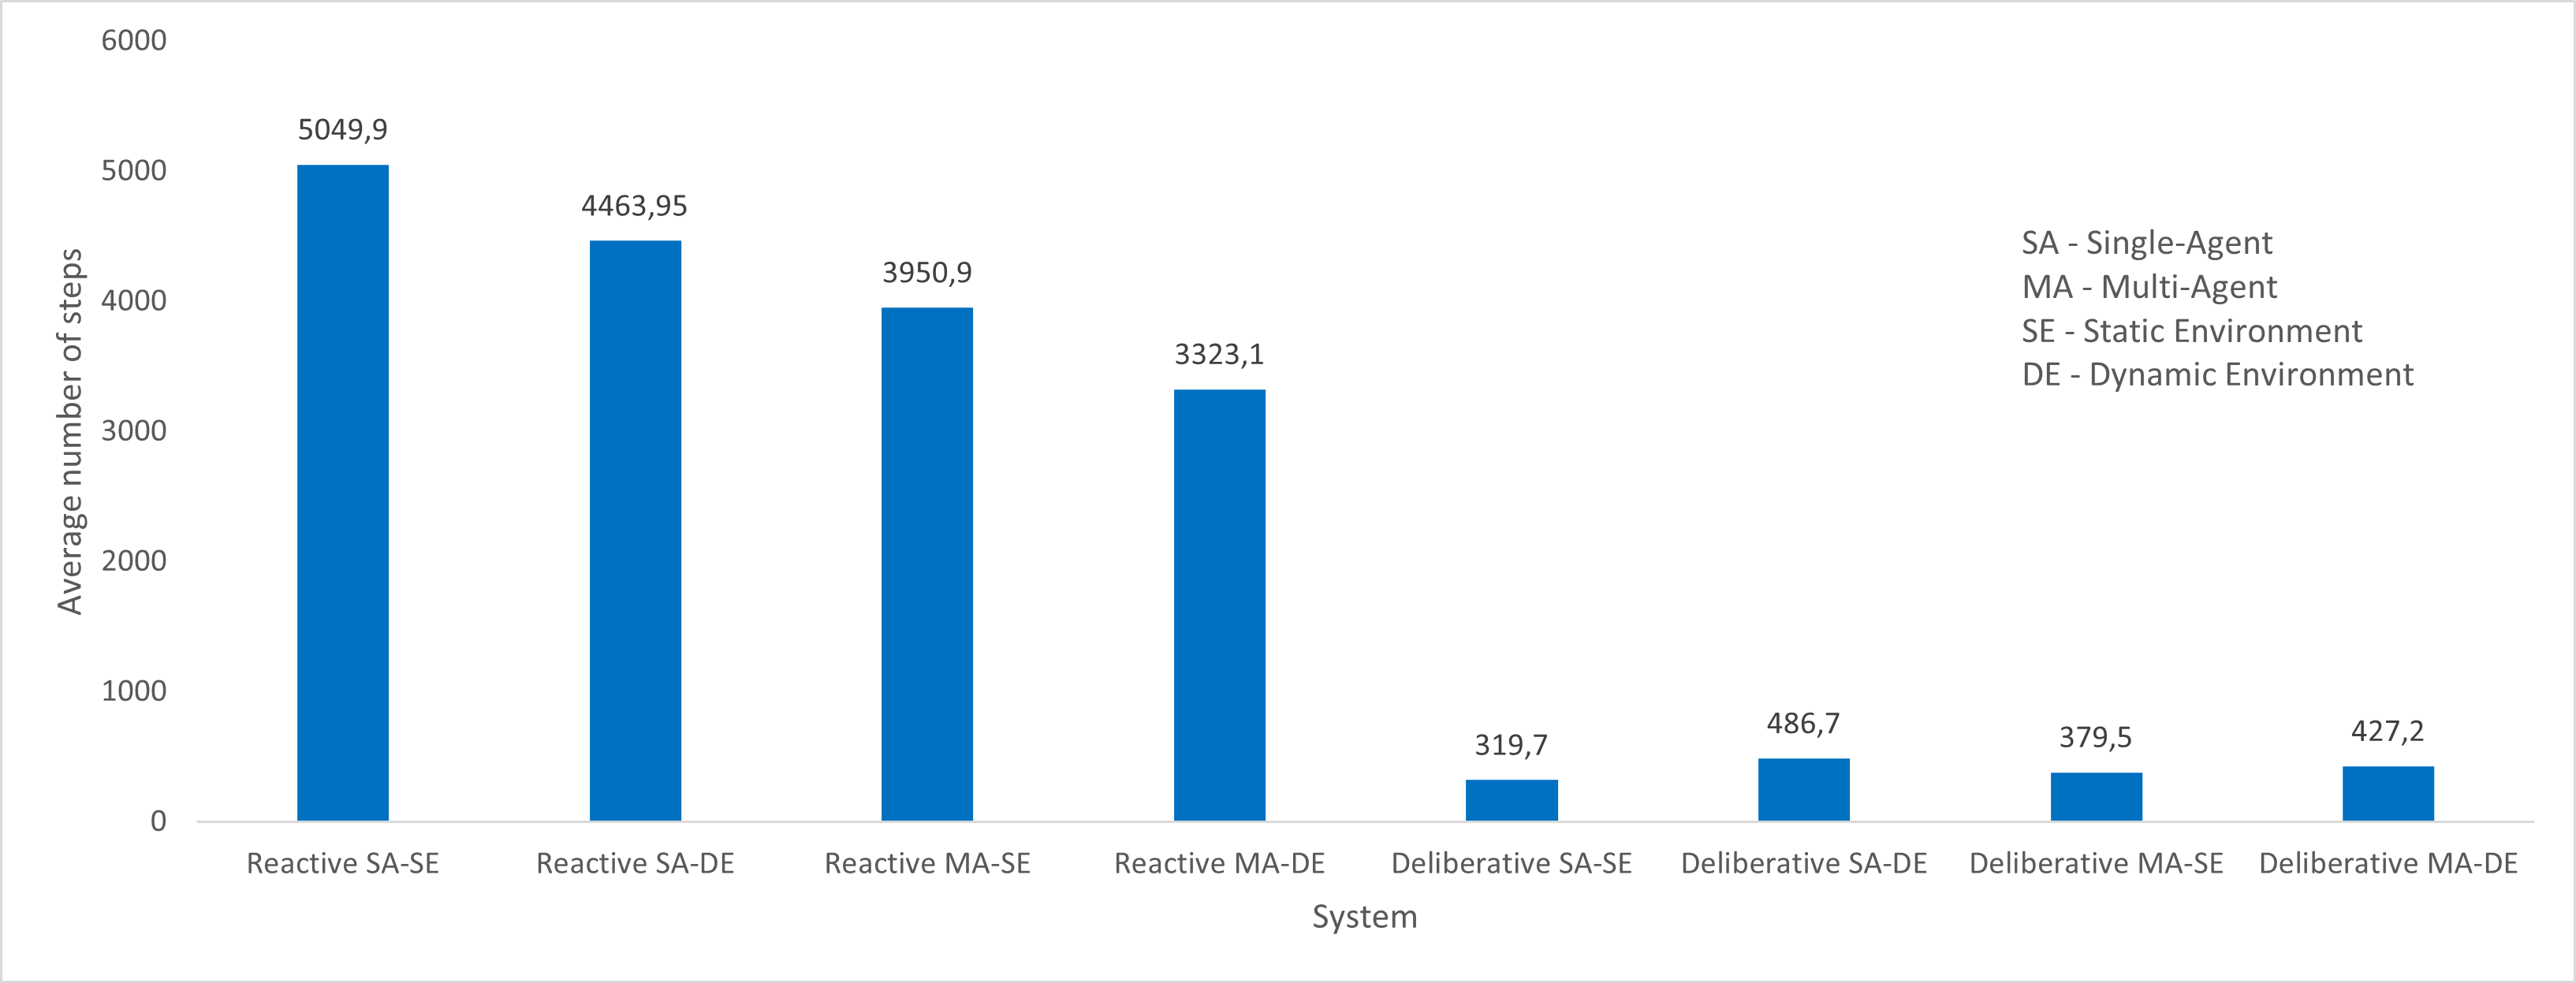 6000
5000
4000
3000
2000
1000
0
Average number of steps
5049,9
4463,95
3950,9
3323,1
319,7
486,7
379,5
427,2
SA - Single-Agent
MA - Multi-Agent
SE - Static Environment
DE - Dynamic Environment
Reactive SA-SE
Reactive SA-DE
Reactive MA-SE
Reactive MA-DE
Deliberative SA-SE
Deliberative SA-DE
Deliberative MA-SE
Deliberative MA-DE
System